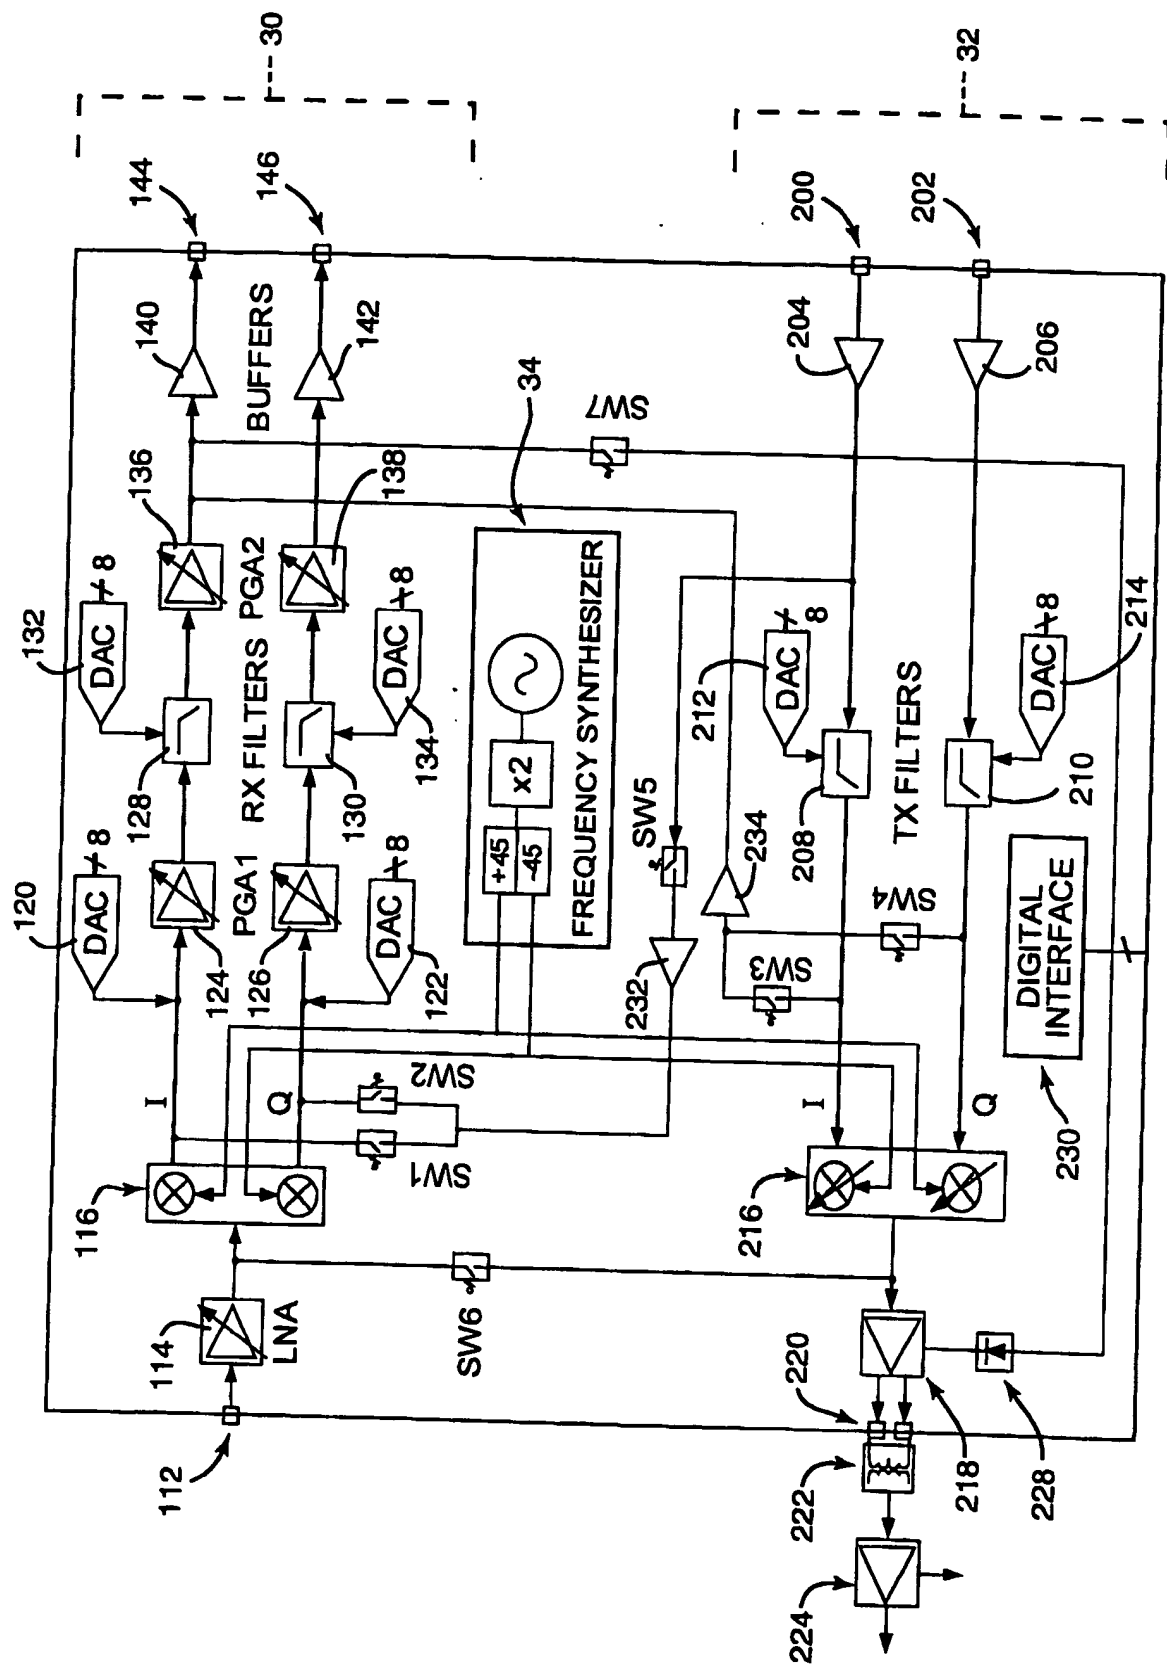 30
32
144
146
200
202
140
BUFFERS
142
204
206
34
SW7
136
138
132
DAC
8
PGA2
DAC
8
134
128
RX FILTERS
130
120
DAC
8
124
PGA1
126
DAC
8
122
x2
+45
-45
FREQUENCY SYNTHESIZER
212
DAC
8
208
TX FILTERS
DAC
8
214
210
SW5
234
232
SW3
SW4
DIGITAL
INTERFACE
230
I
Q
SW2
SW1
116
I
Q
216
114
LNA
SW6
112
220
222
218
228
224